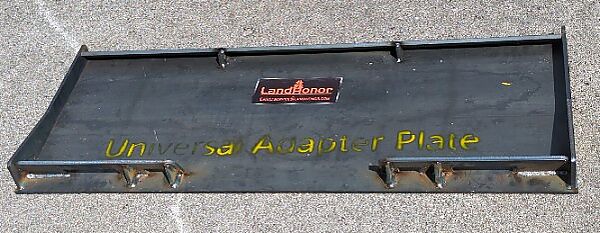 LandHonor
Universal Adapter Plate